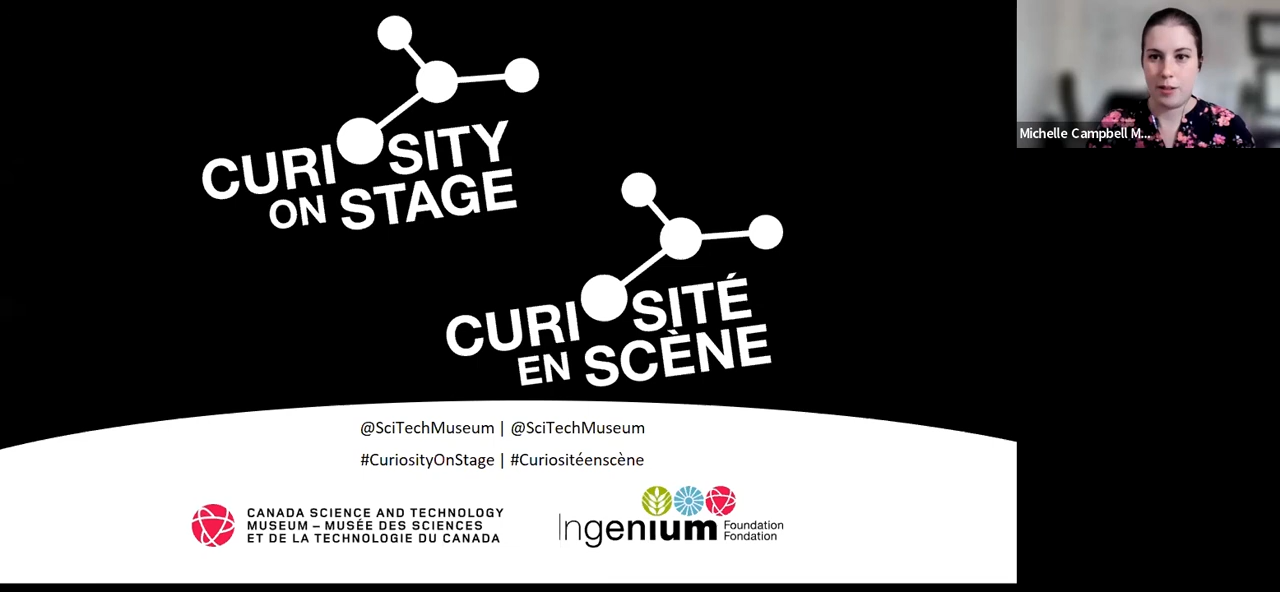 CURIOSITY
ON STAGE
CURIOSITÉ
EN SCÈNE
@SciTechMuseum | @SciTechMuseum
#CuriosityOnStage | #Curiositéenscène
CANADA SCIENCE AND TECHNOLOGY
MUSEUM – MUSÉE DES SCIENCES
ET DE LA TECHNOLOGIE DU CANADA
Ingenium Foundation
Fondation
Michelle Campbell M...